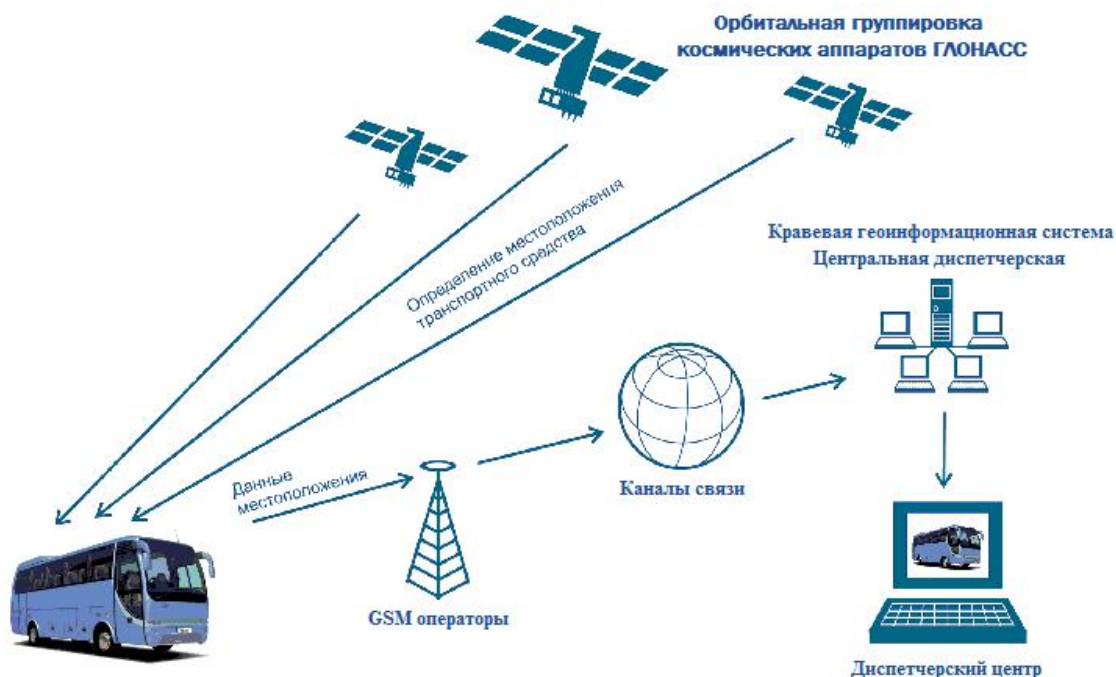 Орбитальная группировка
космических аппаратов ГЛОНАСС
Определение местоположения
транспортного средства
Кравевая геоинформационная система
Центральная диспетчерская
Данные
местоположения
Каналы связи
GSM операторы
Диспетчерский центр